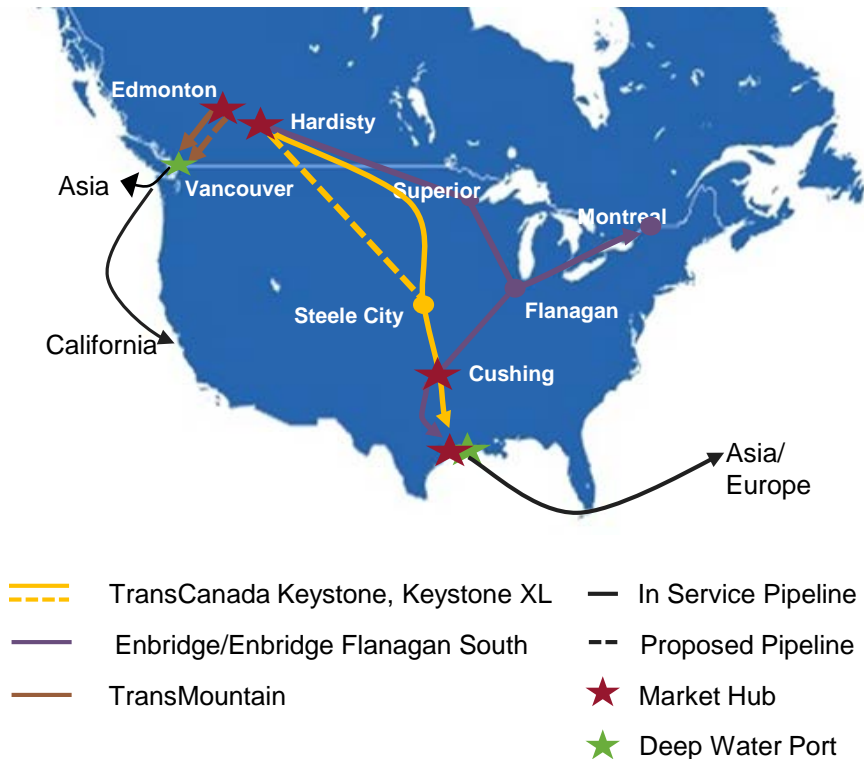 Edmonton
Hardisty
Asia
Vancouver
Superior
Montreal
Steele City
Flanagan
California
Cushing
Asia/
Europe
TransCanada Keystone, Keystone XL
In Service Pipeline
Enbridge/Enbridge Flanagan South
Proposed Pipeline
TransMountain
Market Hub
Deep Water Port